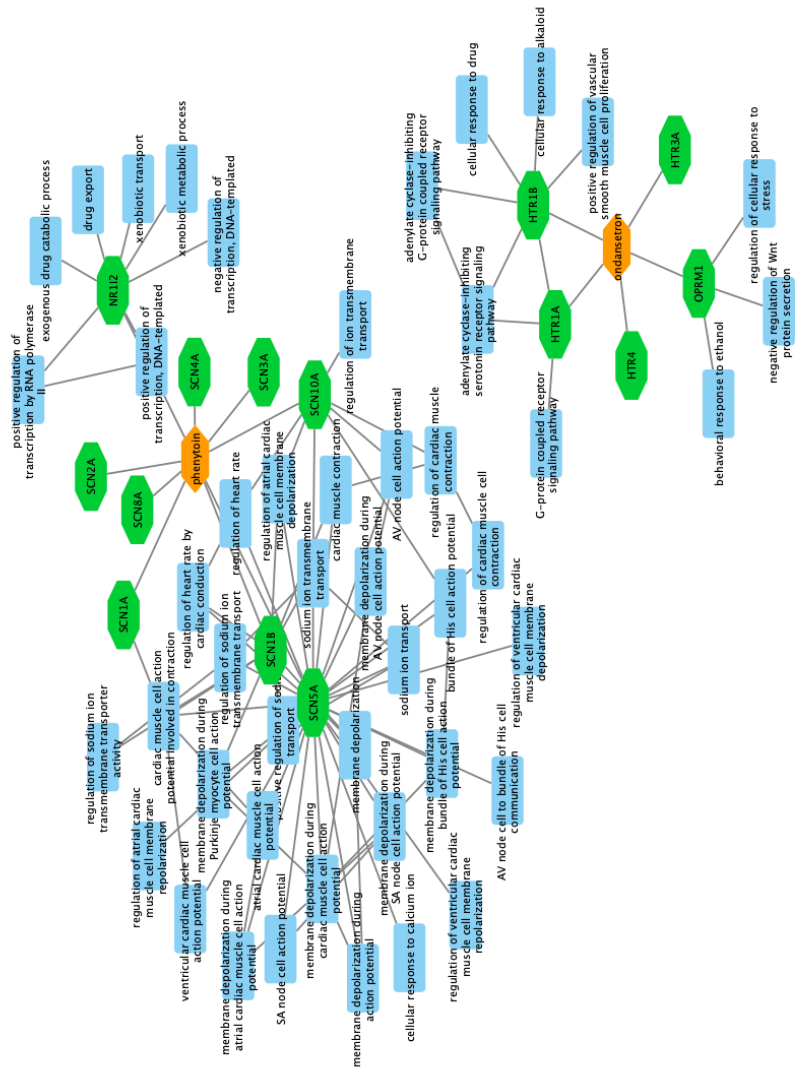 positive regulation of
transcription by RNA polymerase
II
exogenous drug catabolic process
drug export
xenobiotic transport
xenobiotic metabolic process
negative regulation of
transcription, DNA-templated
NR1I2
positive regulation of
transcription, DNA-templated
SCN2A
SCN8A
SCN1A
SCN4A
SCN3A
phenytoin
SCN10A
regulation of ion transmembrane
transport
regulation of sodium ion
transmembrane transporter
activity
cardiac muscle cell action
potential involved in contraction
regulation of heart rate by
cardiac conduction
regulation of heart rate
regulation of sodium ion
transmembrane transport
regulation of atrial cardiac
muscle cell membrane
depolarization
cardiac muscle contraction
sodium ion transmembrane
transport
AV node cell action potential
membrane depolarization during
AV node cell action potential
regulation of cardiac muscle
contraction
regulation of cardiac muscle cell
contraction
bundle of His cell action potential
sodium ion transport
SCN1B
SCN5A
regulation of ventricular cardiac
muscle cell membrane
depolarization
regulation of atrial cardiac
muscle cell membrane
repolarization
membrane depolarization during
Purkinje myocyte cell action
potential
positive regulation of
transport
membrane depolarization
membrane depolarization during
bundle of His cell action
potential
AV node cell to bundle of His cell
communication
ventricular cardiac muscle cell
action potential
atrial cardiac muscle cell action
potential
membrane depolarization during
SA node cell action potential
membrane depolarization during
cardiac muscle cell action
potential
membrane depolarization during
atrial cardiac muscle cell action
potential
SA node cell action potential
membrane depolarization during
action potential
cellular response to calcium ion
regulation of ventricular cardiac
muscle cell membrane
repolarization
adenylate cyclase-inhibiting
G-protein coupled receptor
signaling pathway
cellular response to drug
cellular response to alkaloid
positive regulation of vascular
smooth muscle cell proliferation
HTR1B
adenylate cyclase-inhibiting
serotonin receptor signaling
pathway
HTR1A
G-protein coupled receptor
signaling pathway
ondansetron
HTR3A
HTR4
OPRM1
behavioral response to ethanol
regulation of cellular response to
stress
negative regulation of Wnt
protein secretion